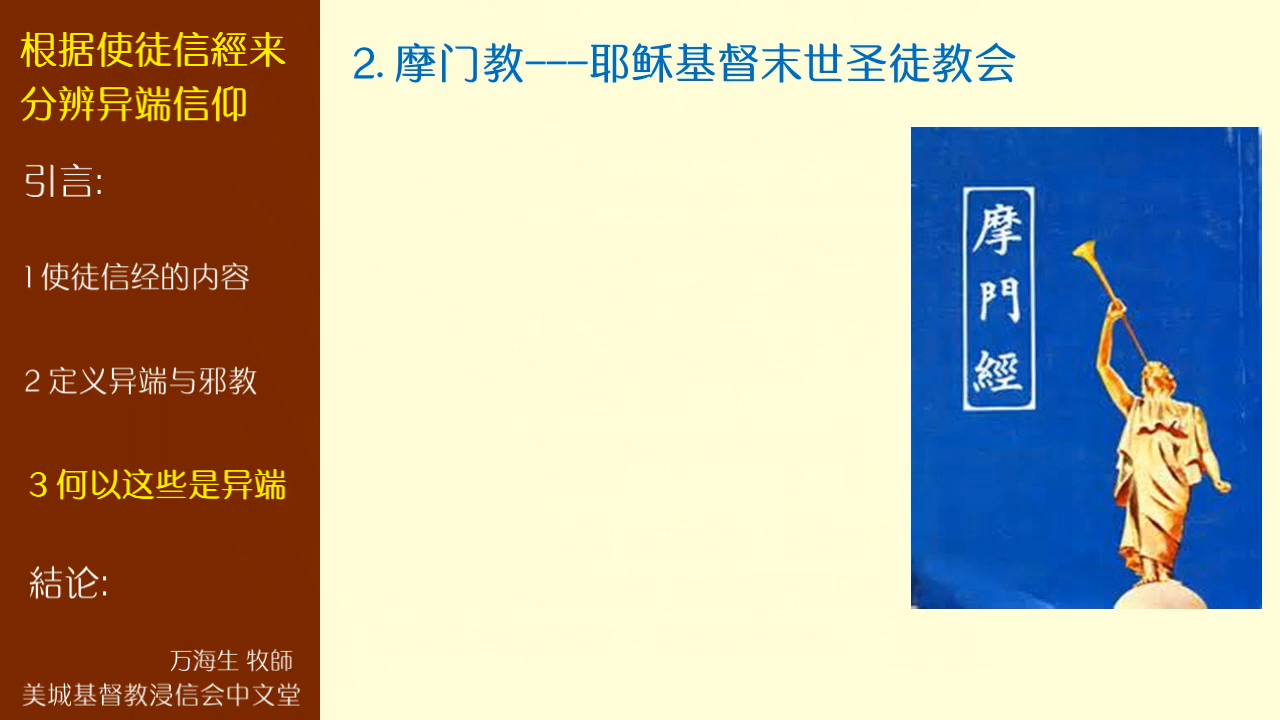 根据使徒信經来
分辨异端信仰
引言:
1 使徒信经的内容
2 定义异端与邪教
3 何以这些是异端
結论:
万海生 牧師
美城基督教浸信会中文堂
2. 摩门教---耶稣基督末世圣徒教会
摩門經